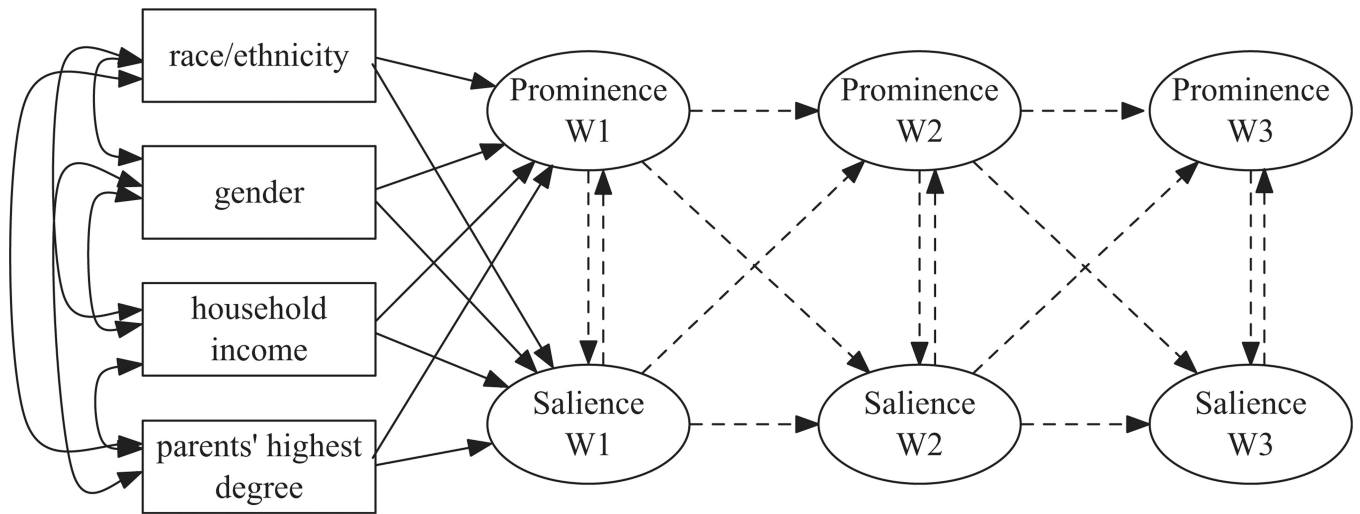 race/ethnicity
gender
household
income
parents' highest
degree
Prominence
W1
Prominence
W2
Prominence
W3
Salience
W1
Salience
W2
Salience
W3